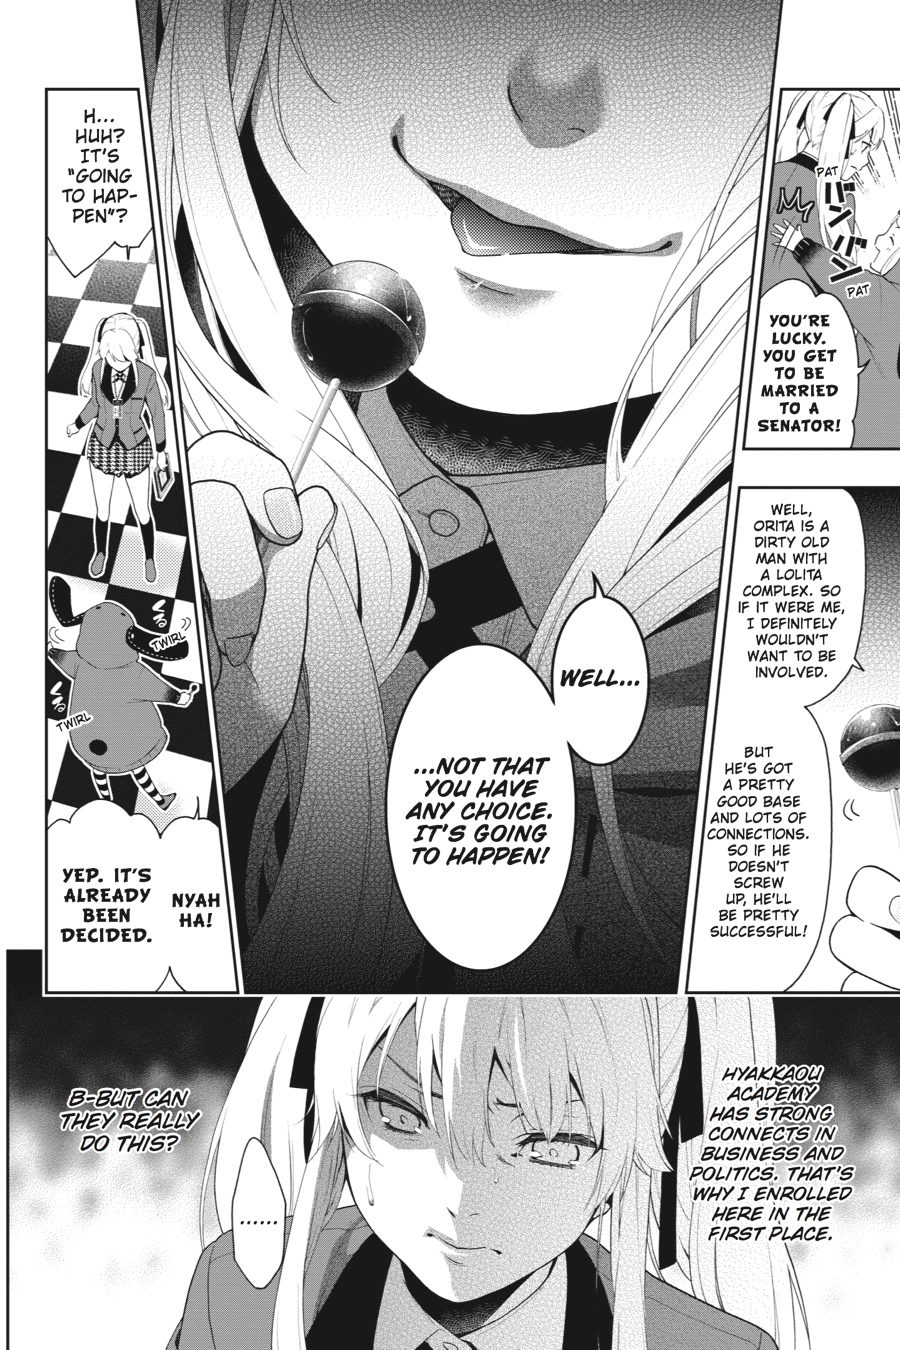 PAT
バンバン
PAT
YOU'RE
LUCKY.
YOU GET
TO BE
MARRIED
TO A
SENATOR!
WELL,
ORITA IS A
DIRTY OLD
MAN WITH
A LOLITA
COMPLEX. SO
IF IT WERE ME,
I DEFINITELY
WOULDN'T
WANT TO BE
INVOLVED.
BUT
HE'S GOT
A PRETTY
GOOD BASE
AND LOTS OF
CONNECTIONS.
SO IF HE
DOESN'T
SCREW
UP, HE'LL
BE PRETTY
SUCCESSFUL!
WELL...
...NOT THAT
YOU HAVE
ANY CHOICE.
IT'S GOING
TO HAPPEN!
H...
HUH?
IT'S
"GOING
TO HAP-
PEN"?
TWIRL
TWIRL
NYAH
HA!
YEP. IT'S
ALREADY
BEEN
DECIDED.
HYAKKAOU
ACADEMY
HAS STRONG
CONNECTS IN
BUSINESS AND
POLITICS. THAT'S
WHY I ENROLLED
HERE IN THE
FIRST PLACE.
B-BUT CAN
THEY REALLY
DO THIS?
......